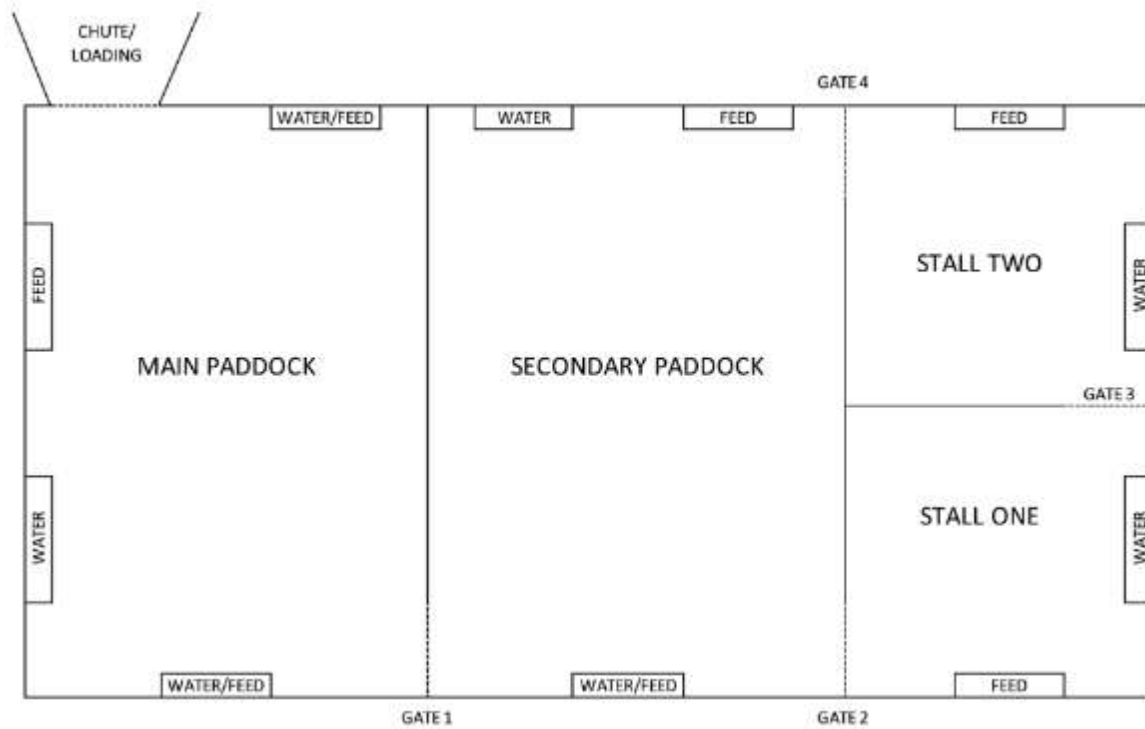 CHUTE/
LOADING
GATE 4
WATER/FEED
WATER
FEED
FEED
FEED
STALL TWO
WATER
MAIN PADDOCK
SECONDARY PADDOCK
GATE 3
WATER
STALL ONE
WATER
WATER/FEED
WATER/FEED
FEED
GATE 1
GATE 2